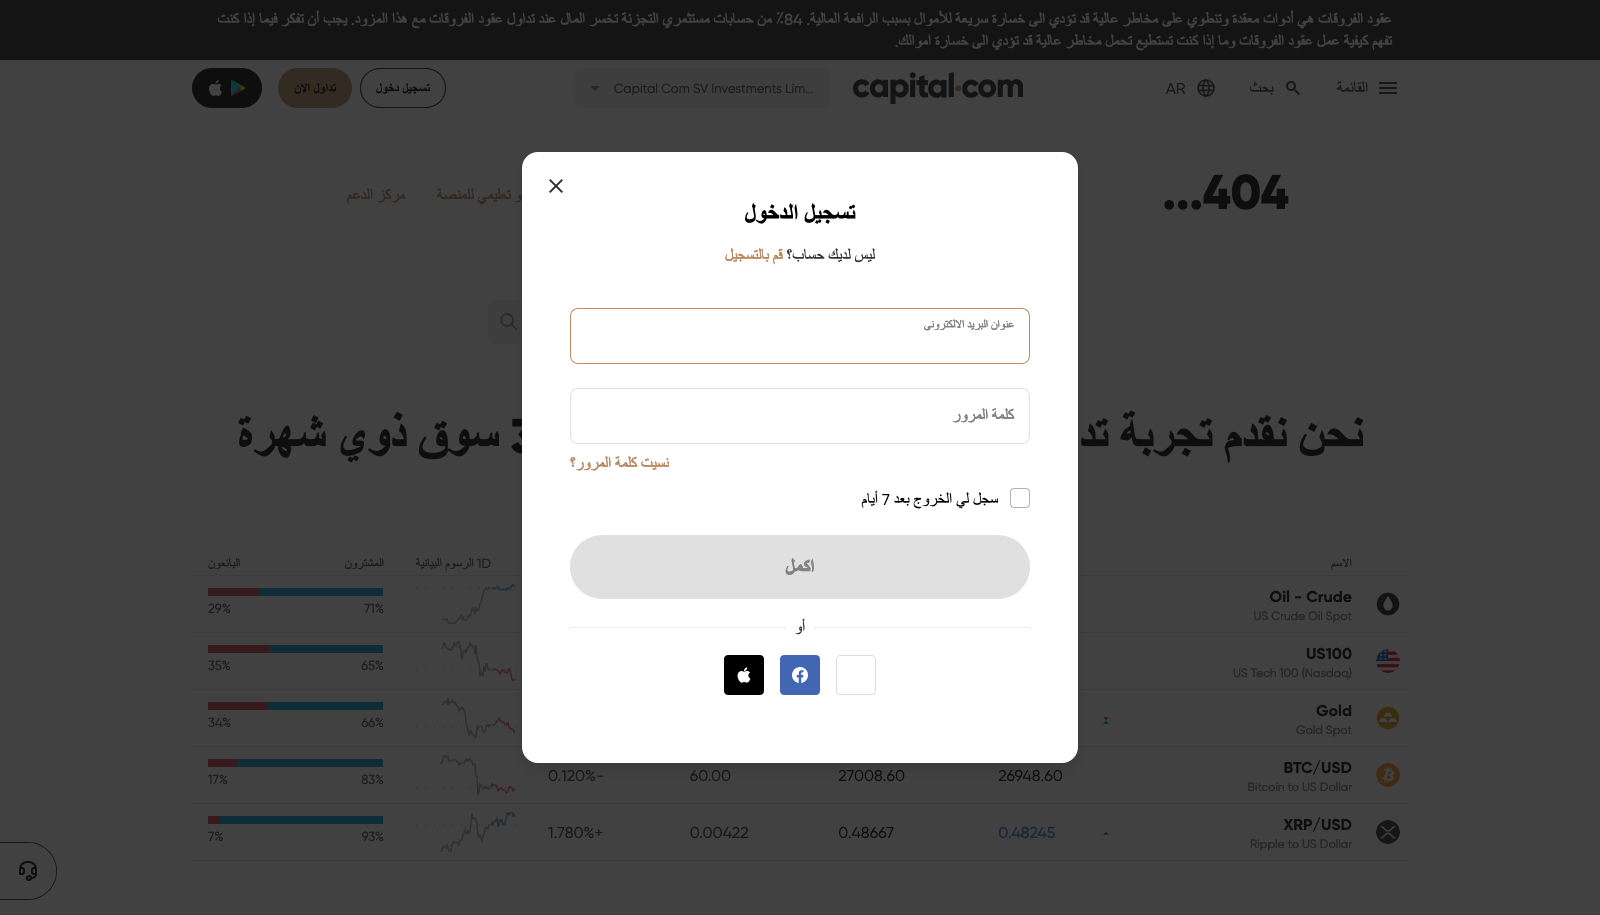 عقود الفروقات هي أدوات معقدة وتنطوي على مخاطر عالية قد تؤدي الى خسارة سريعة للأموال بسبب الرافعة المالية. 84٪ من حسابات مستثمري التجزئة تخسر المال عند تداول عقود الفروقات مع هذا المزود. يجب أن تفكر فيما إذا كنت
تفهم كيفية عمل عقود الفروقات وما إذا كنت تستطيع تحمل مخاطر عالية قد تؤدي الى خسارة اموالك.
القائمة
بحث
AR
capital.com
Capital Com SV Investments Lim...
تسجيل دخول
تداول الان
404...
و تعليمي للمنصة
مركز الدعم
تسجيل الدخول
ليس لديك حساب؟ قم بالتسجيل
عنوان البريد الالكتروني
كلمة المرور
نسيت كلمة المرور؟
سجل لي الخروج بعد 7 أيام
اكمل
أو
نحن نقدم تجربة تد
سوق ذوي شهرة
الاسم
1D الرسوم البيانية
المشترون
البائعون
Oil - Crude
US Crude Oil Spot
71%
29%
US100
US Tech 100 (Nasdaq)
65%
35%
Gold
Gold Spot
66%
34%
BTC/USD
Bitcoin to US Dollar
26948.60
27008.60
60.00
0.120%-
83%
17%
XRP/USD
Ripple to US Dollar
0.48245
0.48667
0.00422
1.780%+
93%
7%